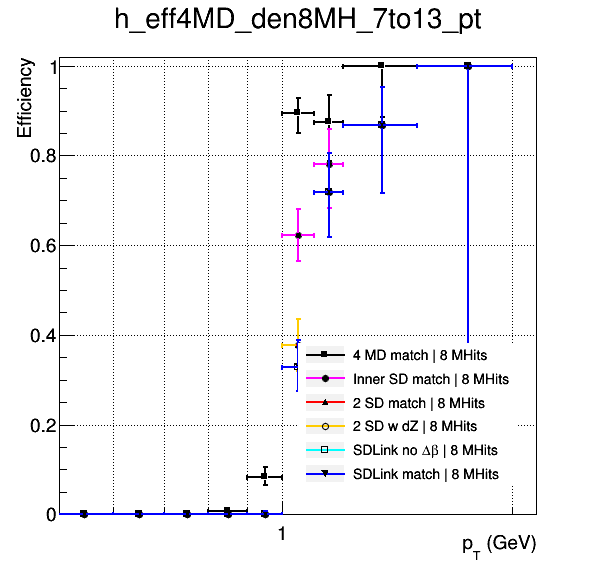 h_eff4MD_den8MH_7to13_pt
Efficiency
1
0.8
0.6
0.4
0.2
0
4 MD match | 8 MHits
Inner SD match | 8 MHits
2 SD match | 8 MHits
2 SD w dZ | 8 MHits
SDLink no Δβ | 8 MHits
SDLink match | 8 MHits
1
p_T (GeV)